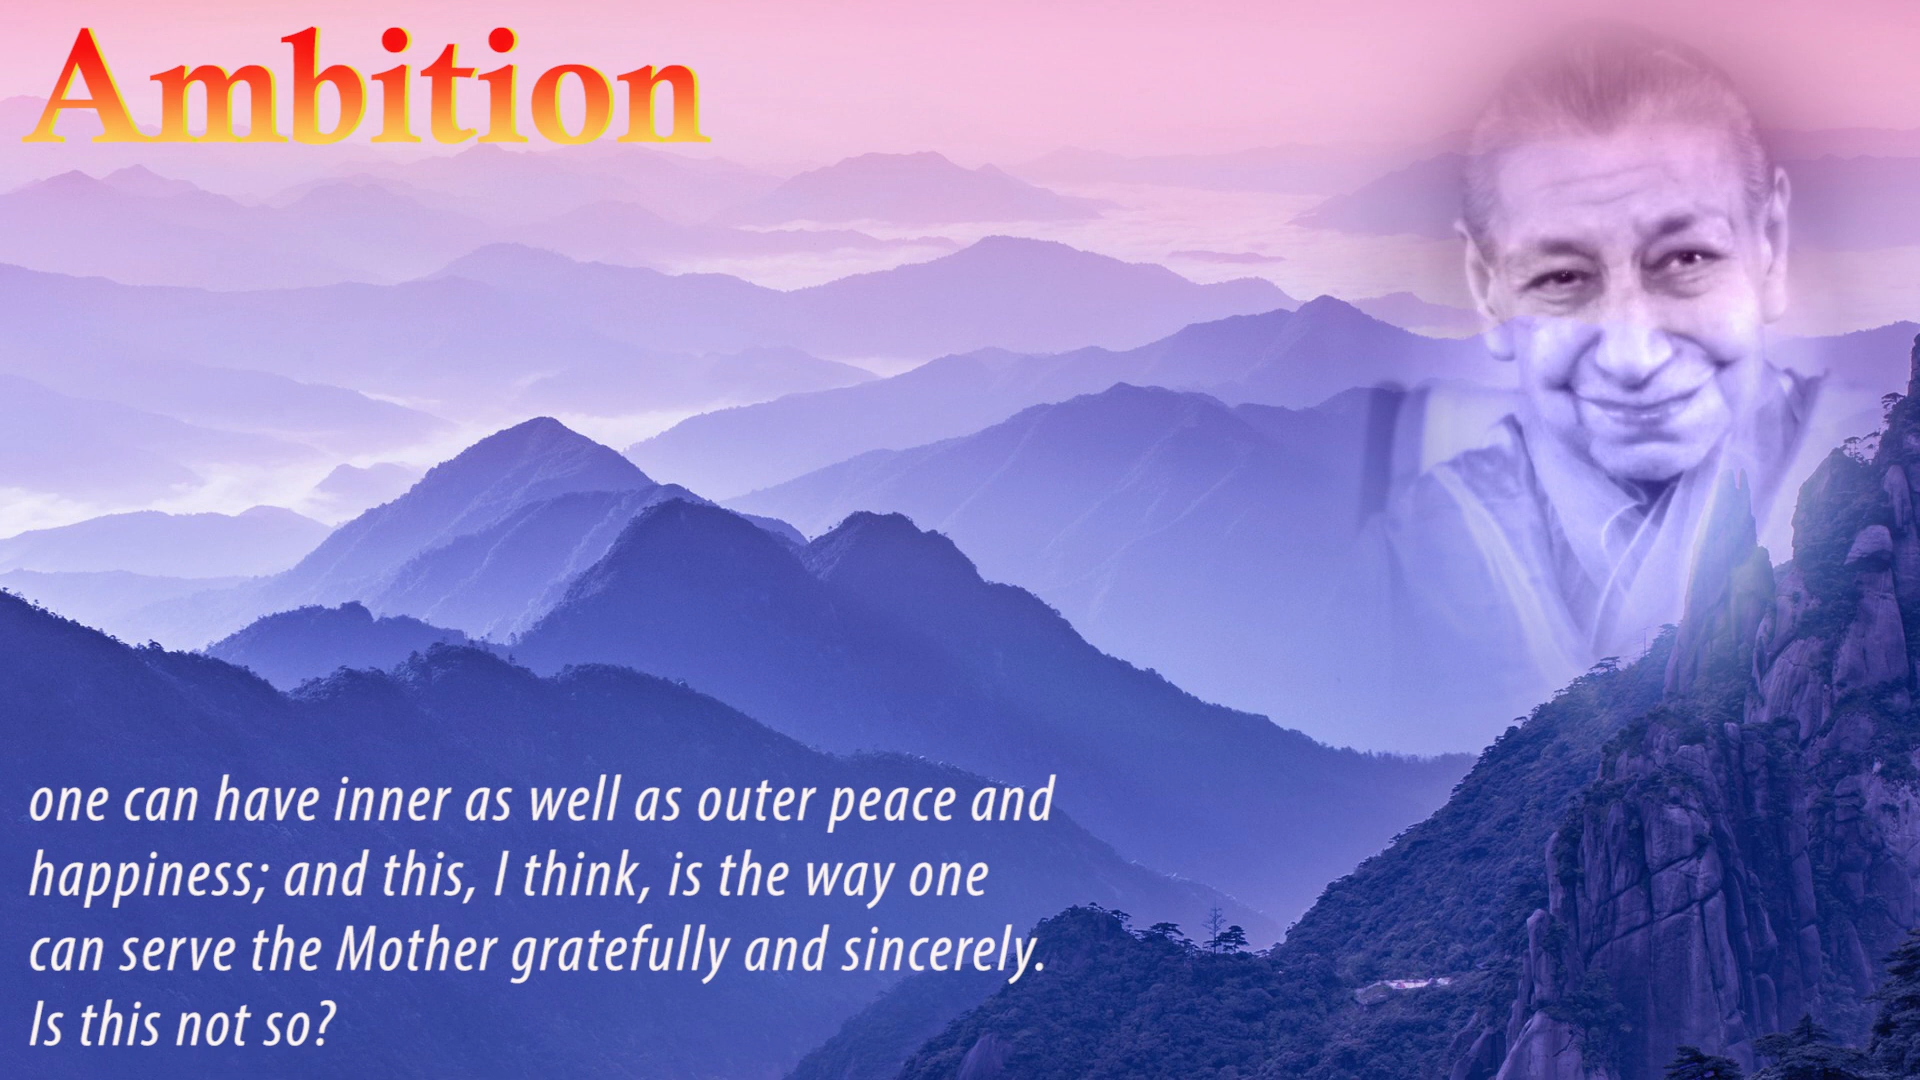 Ambition
one can have inner as well as outer peace and
happiness; and this, I think, is the way one
can serve the Mother gratefully and sincerely.
Is this not so?